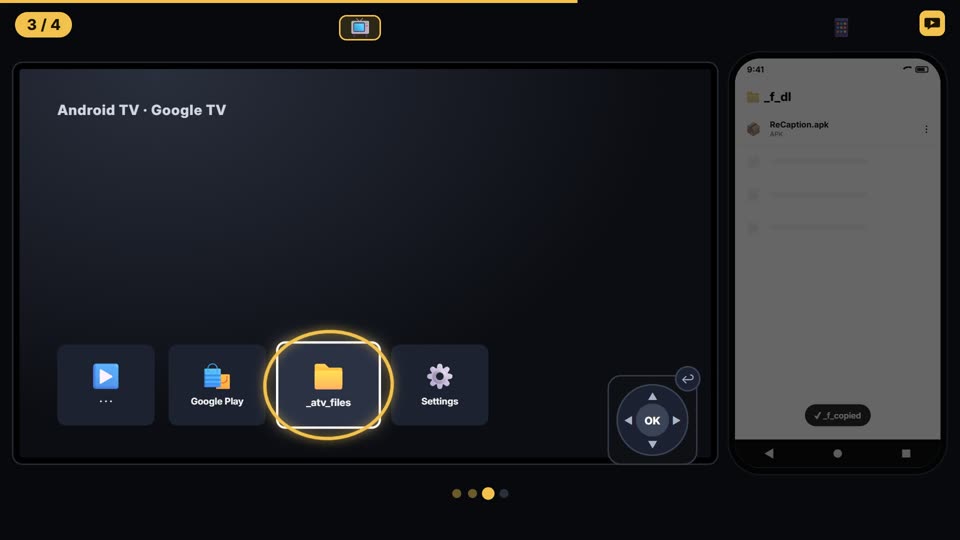 3 / 4
Android TV · Google TV
...
Google Play
_atv_files
Settings
OK
9:41
_f_dl
ReCaption.apk
APK
✓ _f_copied